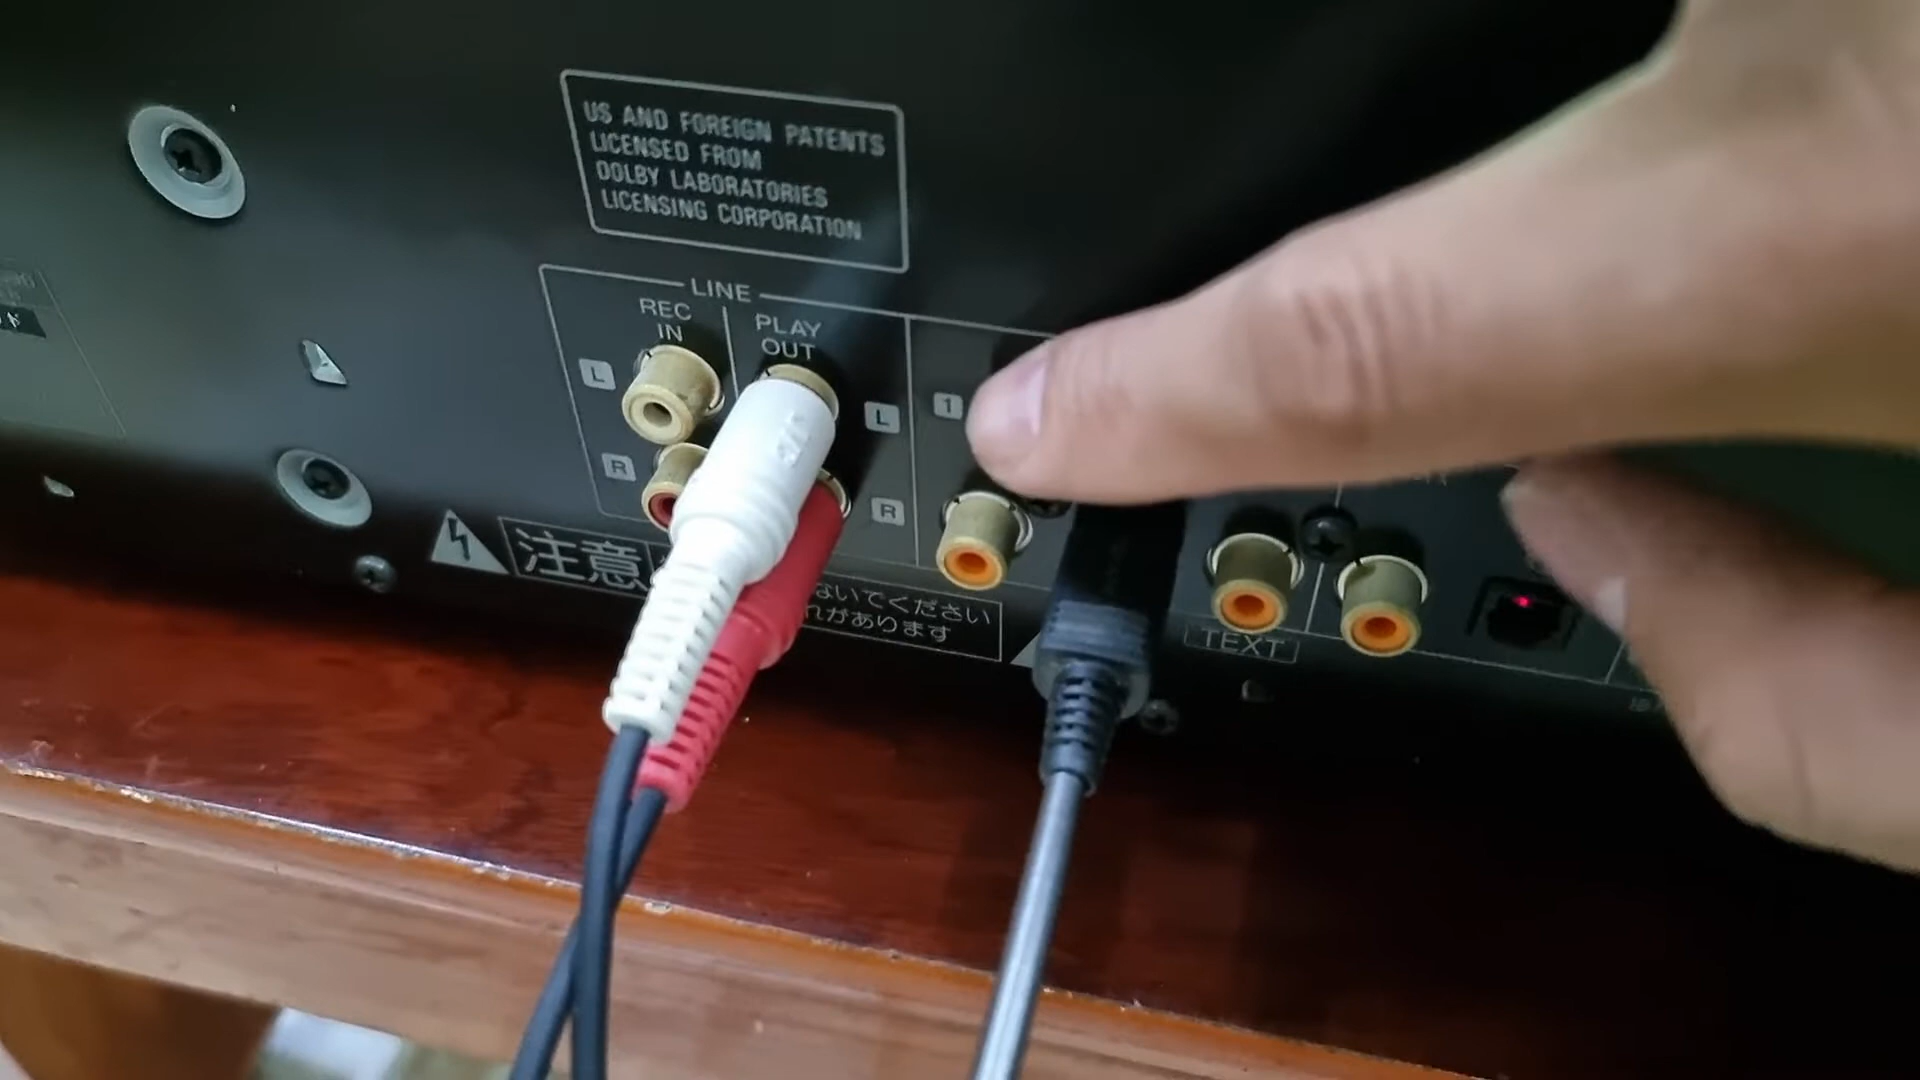 US AND FOREIGN PATENTS
LICENSED FROM
DOLBY LABORATORIES
LICENSING CORPORATION
LINE
REC
IN
PLAY
OUT
L
L
1
R
R
注意
ないでください
れがあります
TEXT